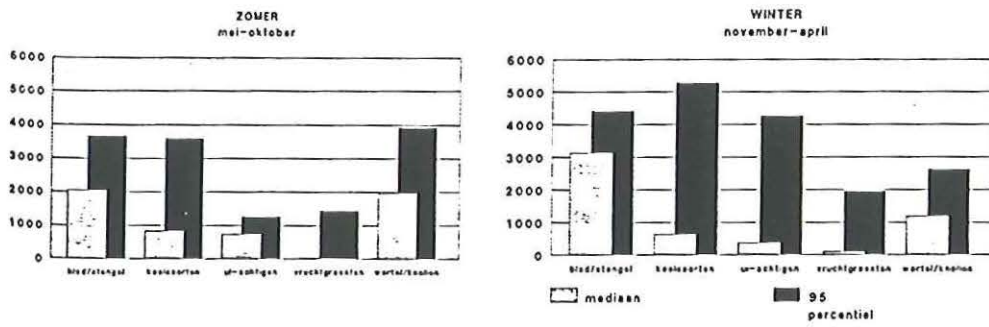 ZOMER
mei-oktober
6000
5000
4000
3000
2000
1000
0
blad/stengel koolsoorten ui-achtigen vruchtgroenten wortel/knollen
WINTER
november-april
6000
5000
4000
3000
2000
1000
0
blad/stengel koolsoorten ui-achtigen vruchtgroenten wortel/knollen
mediaan 95
percentiel